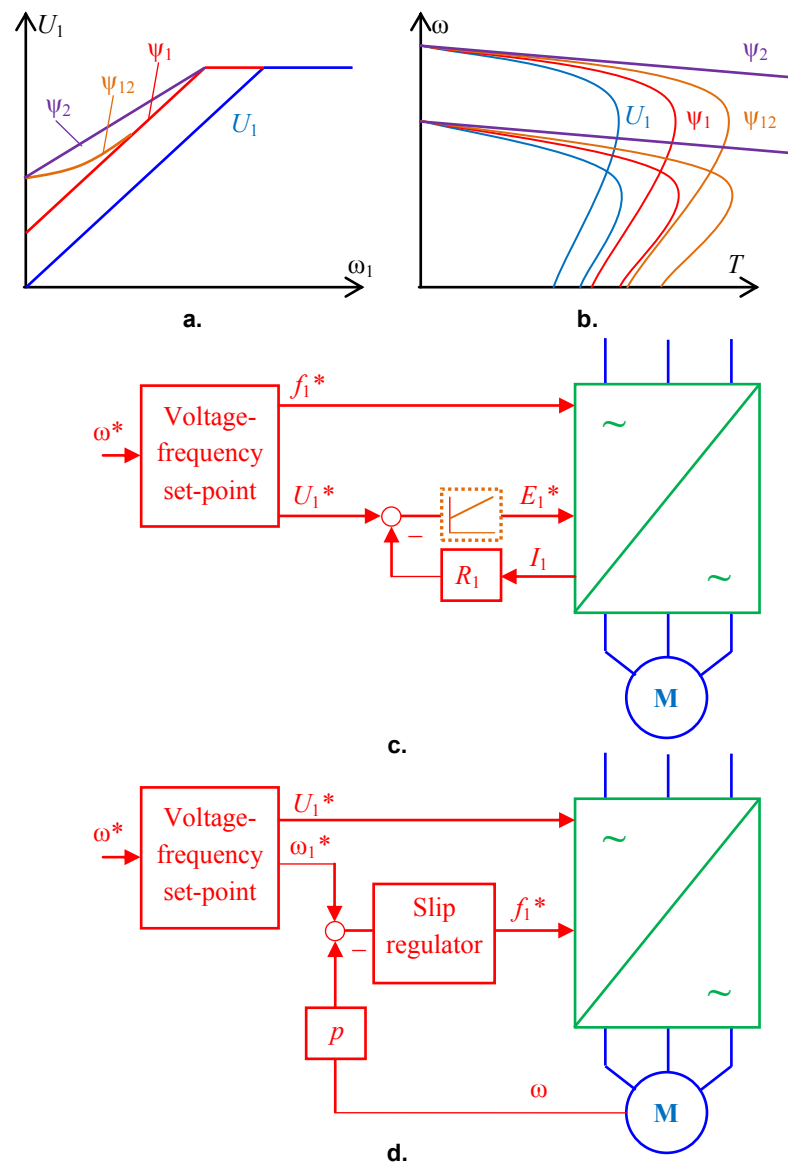 U₁
ψ₁
ψ₁₂
ψ₂
U₁
ω₁
a.
ω
ψ₂
U₁
ψ₁
ψ₁₂
T
b.
f₁*
ω*
Voltage-
frequency
set-point
U₁*
E₁*
–
R₁
I₁
~
~
M
c.
U₁*
ω*
Voltage-
frequency
set-point
ω₁*
Slip
regulator
f₁*
–
p
ω
~
~
M
d.